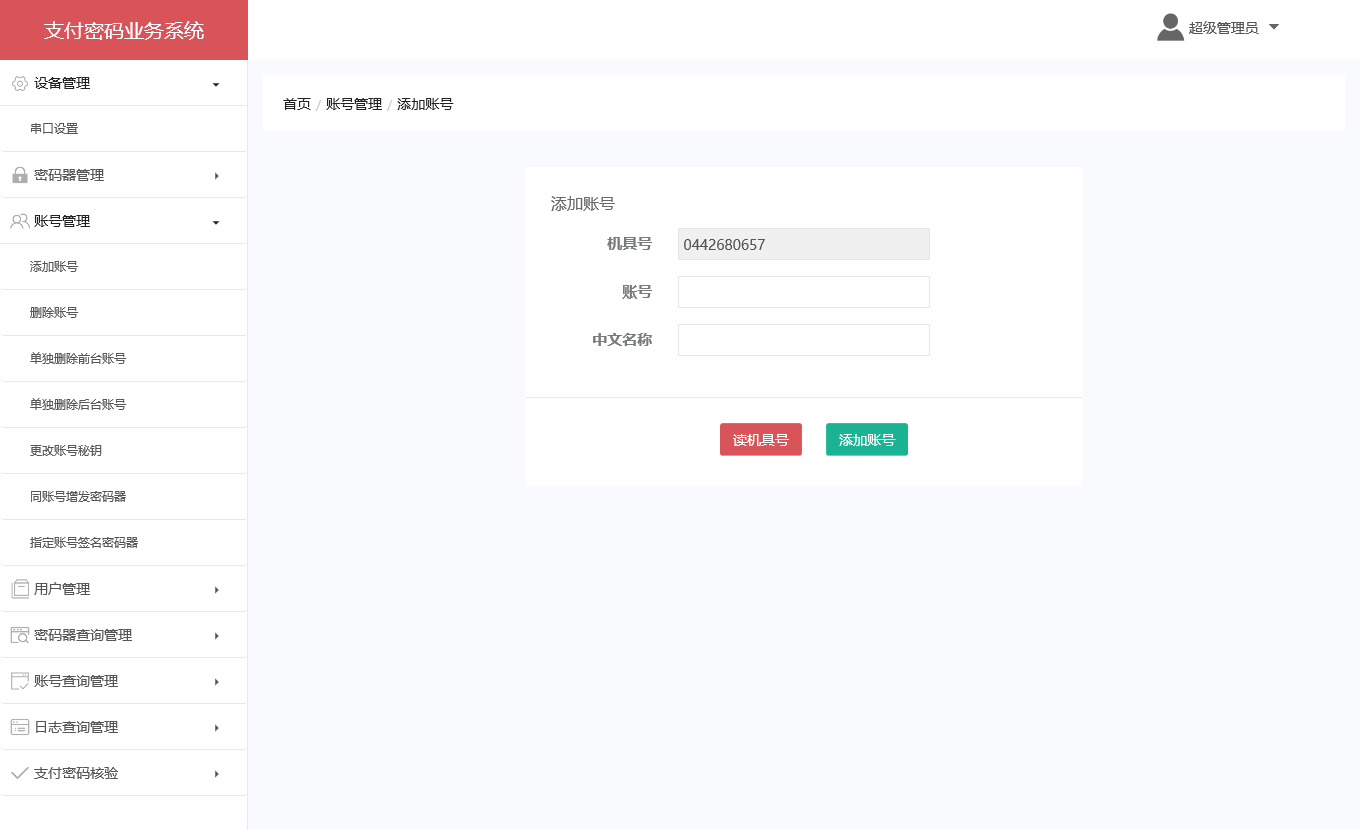 支付密码业务系统
超级管理员
设备管理
串口设置
密码器管理
账号管理
添加账号
删除账号
单独删除前台账号
单独删除后台账号
更改账号秘钥
同账号增发密码器
指定账号签名密码器
用户管理
密码器查询管理
账号查询管理
日志查询管理
支付密码核验
首页 / 账号管理 / 添加账号
添加账号
机具号 0442680657
账号
中文名称
读机具号 添加账号